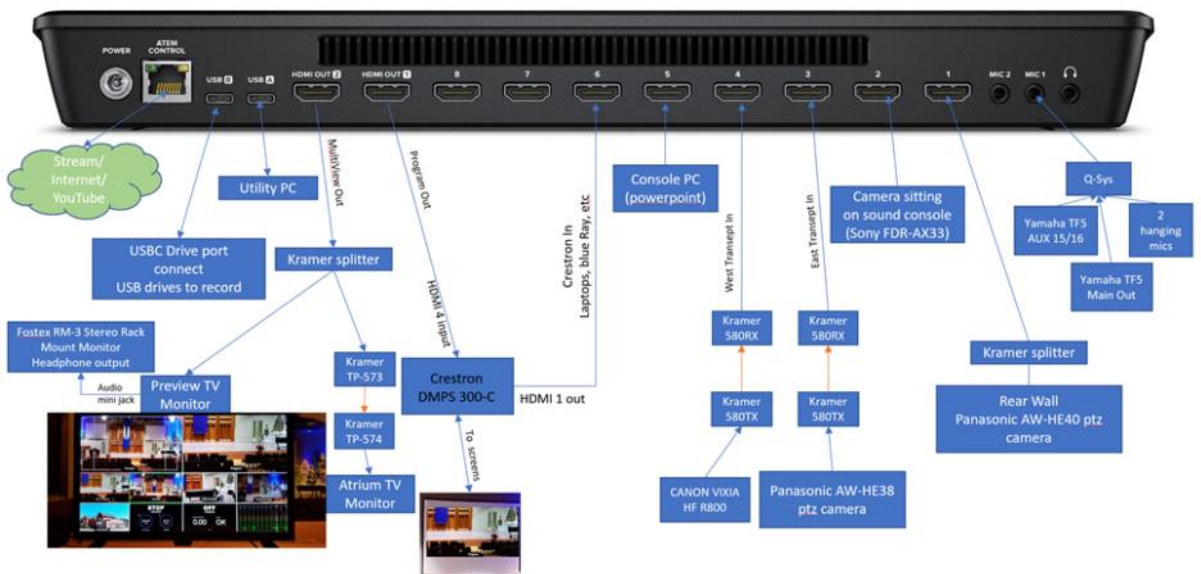 POWER
ATEM
CONTROL
USB B
USB A
HDMI OUT 2
HDMI OUT 1
8
7
6
5
4
3
2
1
MIC 2
MIC 1
Stream/
Internet/
YouTube
Utility PC
USBC Drive port
connect
USB drives to record
MultiView Out
Kramer splitter
Program Out
HDMI 4 input
Crestron In
Laptops, blue Ray, etc
Console PC
(powerpoint)
West Transept In
East Transept In
Camera sitting
on sound console
(Sony FDR-AX33)
Q-Sys
Yamaha TF5
AUX 15/16
2
hanging
mics
Yamaha TF5
Main Out
Fostex RM-3 Stereo Rack
Mount Monitor
Headphone output
Audio
mini jack
Preview TV
Monitor
Kramer
TP-573
Kramer
TP-574
Atrium TV
Monitor
Crestron
DMPS 300-C
HDMI 1 out
To screens
Kramer
580RX
Kramer
580RX
Kramer
580TX
Kramer
580TX
CANON VIXIA
HF R800
Panasonic AW-HE38
ptz camera
Kramer splitter
Rear Wall
Panasonic AW-HE40 ptz
camera
STOP
OFF
0.00
OK